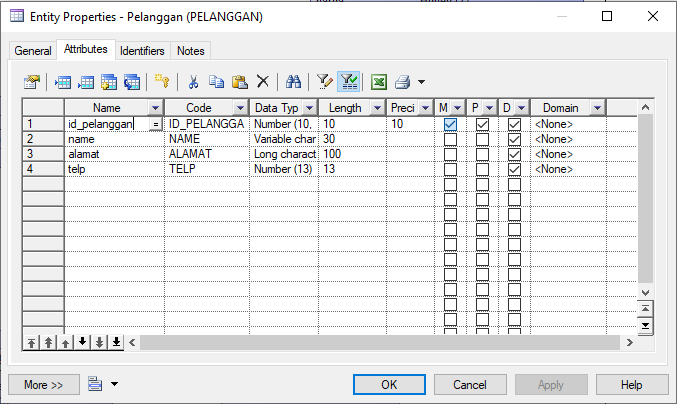 Entity Properties - Pelanggan (PELANGGAN)
General Attributes Identifiers Notes
Name Code Data Typ Length Preci M P D Domain
1 id_pelanggan = ID_PELANGGA Number (10, 10 10 <None>
2 name NAME Variable char 30 <None>
3 alamat ALAMAT Long charact 100 <None>
4 telp TELP Number (13) 13 <None>
More >> OK Cancel Apply Help